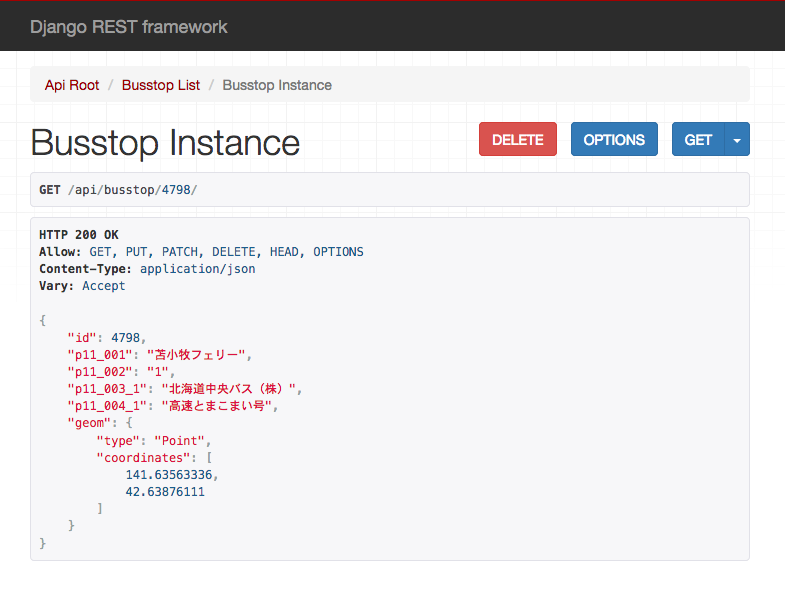 Django REST framework
Api Root / Busstop List / Busstop Instance
Busstop Instance
DELETE
OPTIONS
GET
GET /api/busstop/4798/
HTTP 200 OK
Allow: GET, PUT, PATCH, DELETE, HEAD, OPTIONS
Content-Type: application/json
Vary: Accept
{
"id": 4798,
"p11_001": "苫小牧フェリー",
"p11_002": "1",
"p11_003_1": "北海道中央バス（株）",
"p11_004_1": "高速とまこまい号",
"geom": {
"type": "Point",
"coordinates": [
141.63563336,
42.63876111
]
}
}